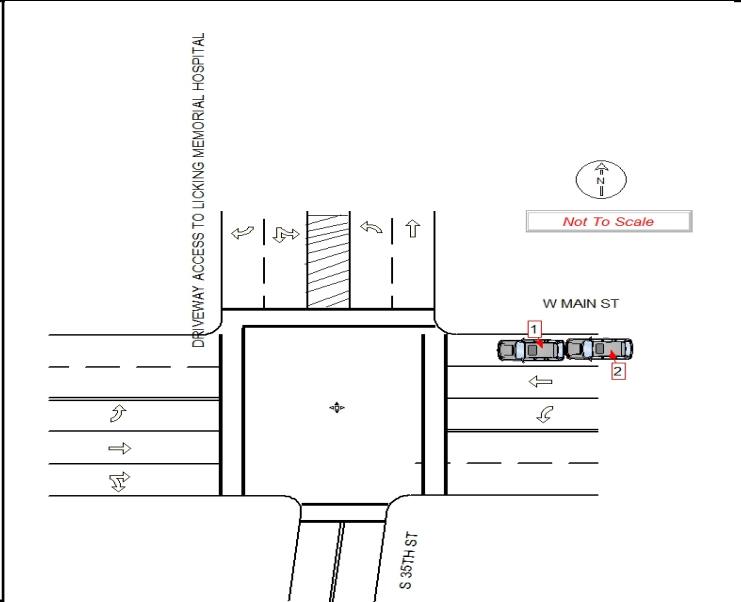 DRIVEWAY ACCESS TO LICKING MEMORIAL HOSPITAL
N
Not To Scale
W MAIN ST
1
2
S 35TH ST